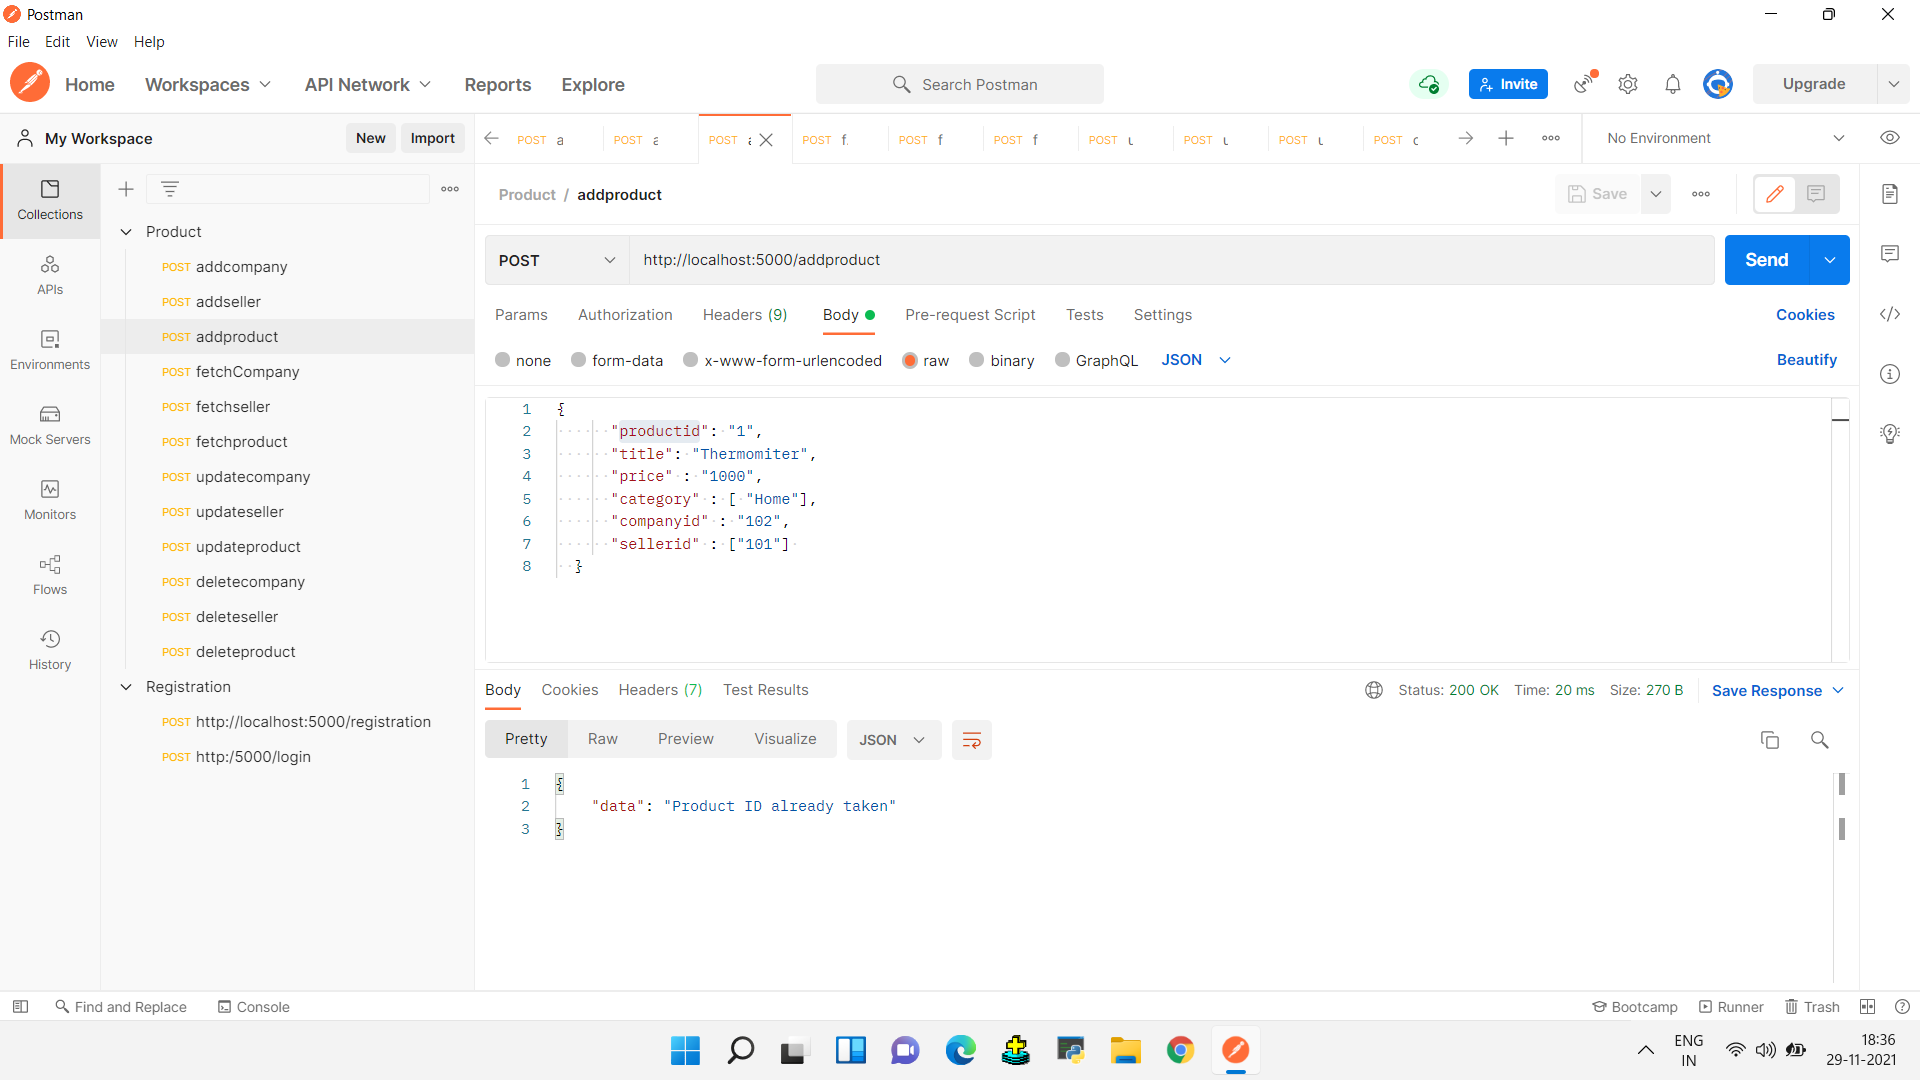 Postman
File Edit View Help
Home Workspaces API Network Reports Explore Search Postman Invite Upgrade
My Workspace New Import POST a POST a POST a POST f POST f POST f POST u POST u POST u POST c No Environment
Collections
APIs
Environments
Mock Servers
Monitors
Flows
History
Product
POST addcompany
POST addseller
POST addproduct
POST fetchCompany
POST fetchseller
POST fetchproduct
POST updatecompany
POST updateseller
POST updateproduct
POST deletecompany
POST deleteseller
POST deleteproduct
Registration
POST http://localhost:5000/registration
POST http:/5000/login
Product / addproduct Save
POST http://localhost:5000/addproduct Send
Params Authorization Headers (9) Body Pre-request Script Tests Settings Cookies
none form-data x-www-form-urlencoded raw binary GraphQL JSON Beautify
1 {
2 "productid": "1",
3 "title": "Thermomiter",
4 "price" : "1000",
5 "category" : [ "Home"],
6 "companyid" : "102",
7 "sellerid" : ["101"]
8 }
Body Cookies Headers (7) Test Results Status: 200 OK Time: 20 ms Size: 270 B Save Response
Pretty Raw Preview Visualize JSON
1 {
2 "data": "Product ID already taken"
3 }
Find and Replace Console Bootcamp Runner Trash
ENG
IN
18:36
29-11-2021